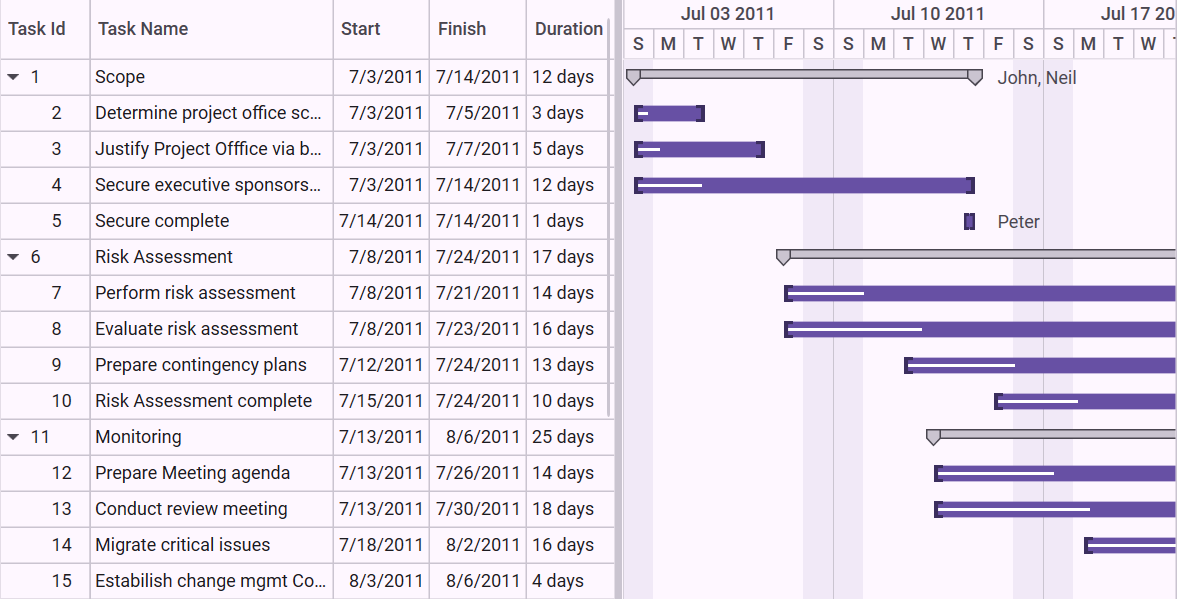 Task Id Task Name Start Finish Duration Jul 03 2011 Jul 10 2011 Jul 17 20
S M T W T F S S M T W T F S S M T W T
1 Scope 7/3/2011 7/14/2011 12 days John, Neil
2 Determine project office sc... 7/3/2011 7/5/2011 3 days
3 Justify Project Offfice via b... 7/3/2011 7/7/2011 5 days
4 Secure executive sponsors... 7/3/2011 7/14/2011 12 days
5 Secure complete 7/14/2011 7/14/2011 1 days Peter
6 Risk Assessment 7/8/2011 7/24/2011 17 days
7 Perform risk assessment 7/8/2011 7/21/2011 14 days
8 Evaluate risk assessment 7/8/2011 7/23/2011 16 days
9 Prepare contingency plans 7/12/2011 7/24/2011 13 days
10 Risk Assessment complete 7/15/2011 7/24/2011 10 days
11 Monitoring 7/13/2011 8/6/2011 25 days
12 Prepare Meeting agenda 7/13/2011 7/26/2011 14 days
13 Conduct review meeting 7/13/2011 7/30/2011 18 days
14 Migrate critical issues 7/18/2011 8/2/2011 16 days
15 Estabilish change mgmt Co... 8/3/2011 8/6/2011 4 days